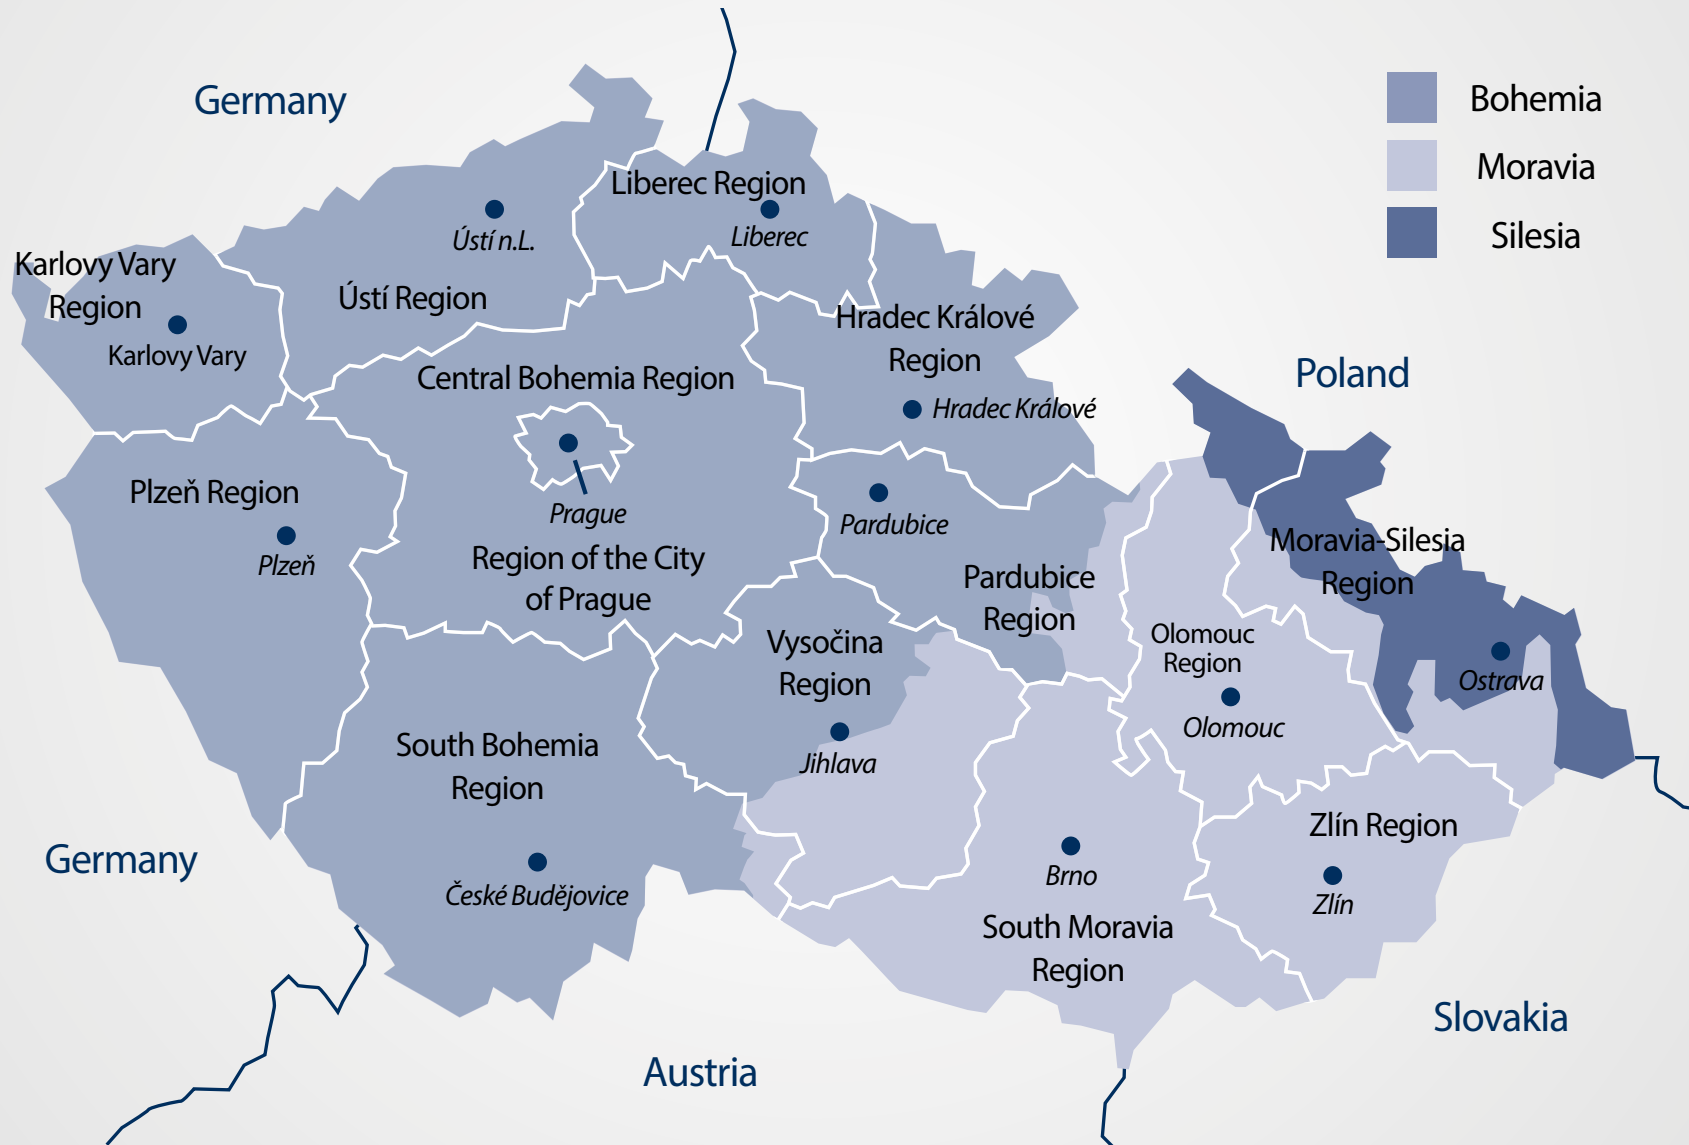 Germany
Bohemia
Moravia
Silesia
Liberec Region
Liberec
Ústí n.L.
Ústí Region
Karlovy Vary
Region
Karlovy Vary
Hradec Králové
Region
Hradec Králové
Poland
Central Bohemia Region
Prague
Region of the City
of Prague
Plzeň Region
Plzeň
Pardubice
Pardubice
Region
Moravia-Silesia
Region
Ostrava
Olomouc
Region
Olomouc
Vysočina
Region
Jihlava
South Bohemia
Region
České Budějovice
Germany
Brno
South Moravia
Region
Zlín Region
Zlín
Slovakia
Austria